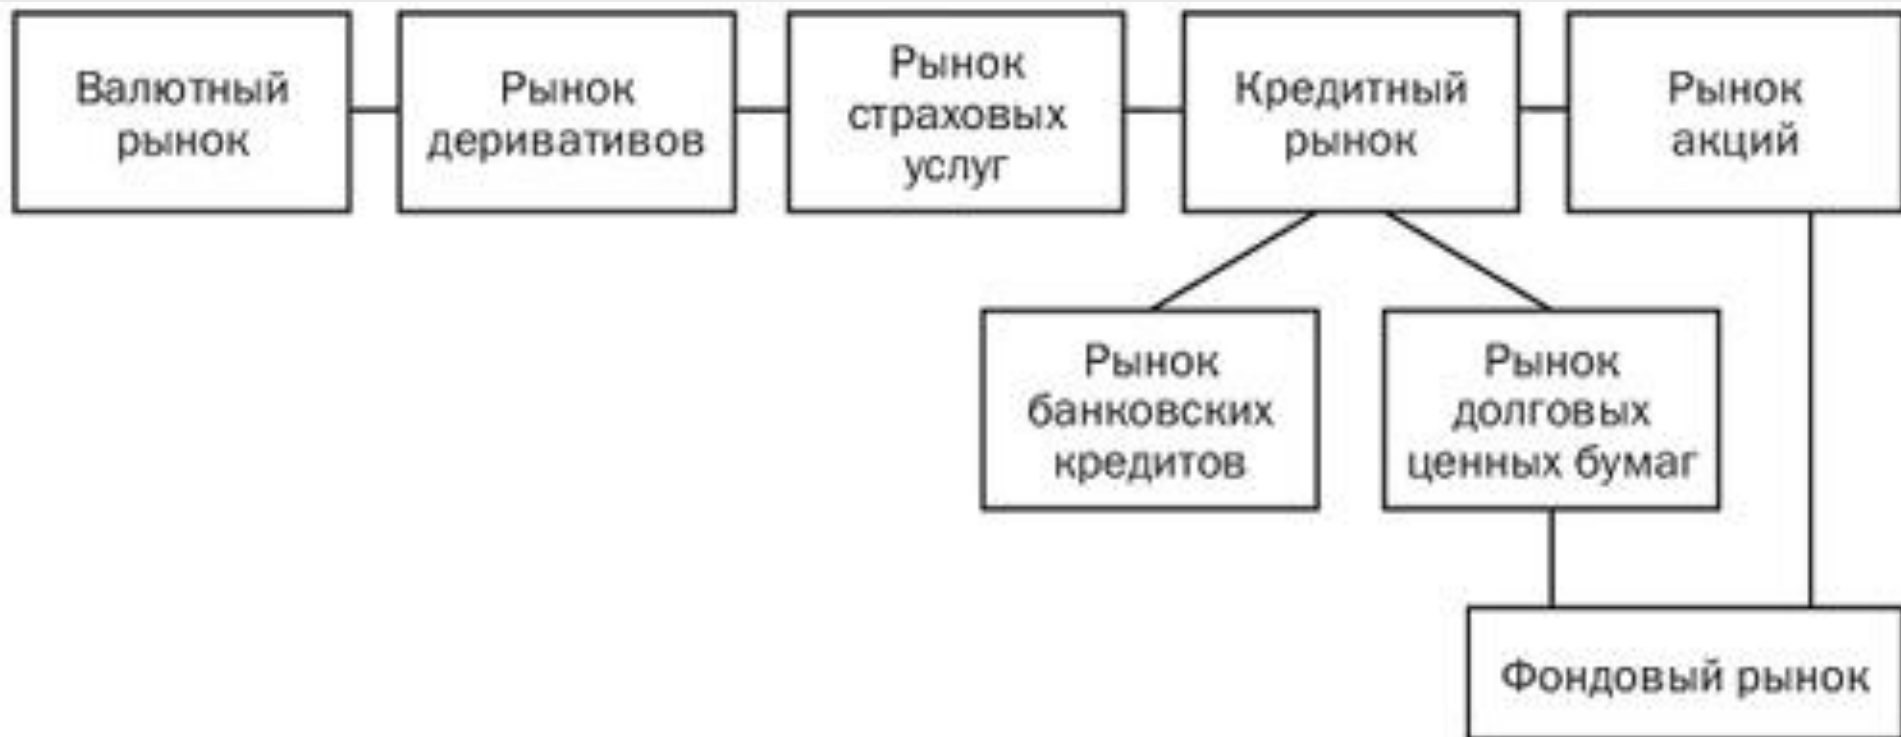 Валютный
рынок
Рынок
деривативов
Рынок
страховых
услуг
Кредитный
рынок
Рынок
акций
Рынок
банковских
кредитов
Рынок
долговых
ценных бумаг
Фондовый рынок